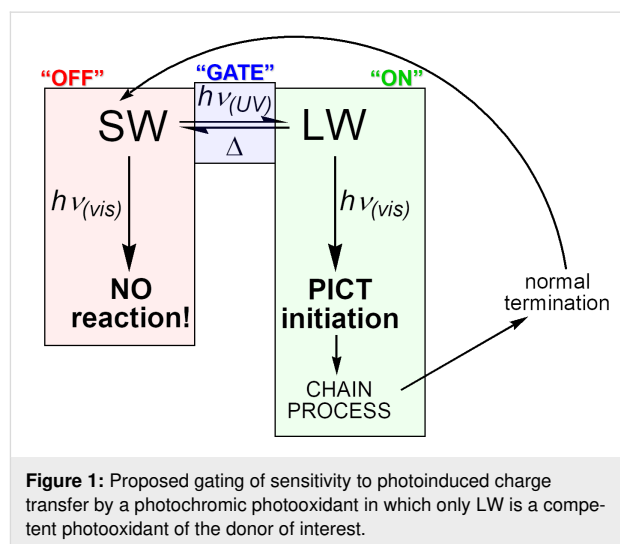 “OFF”
“GATE”
“ON”
hν(UV)
SW
LW
Δ
hν(vis)
hν(vis)
NO
reaction!
PICT
initiation
normal
termination
CHAIN
PROCESS
Figure 1: Proposed gating of sensitivity to photoinduced charge
transfer by a photochromic photooxidant in which only LW is a compe-
tent photooxidant of the donor of interest.